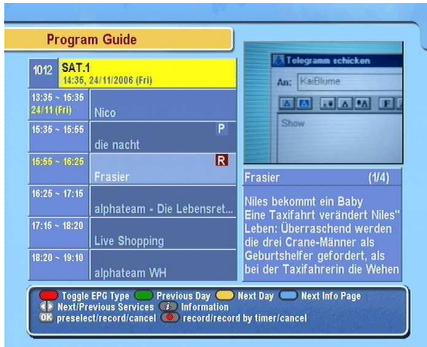 Program Guide
1012 SAT.1
14:35, 24/11/2006 (Fri)
13:35 ~ 15:35
24/11 (Fri)
Nico
15:35 ~ 15:55
P
die nacht
15:55 ~ 16:25
R
Frasier
16:25 ~ 17:15
alphateam - Die Lebensret...
17:15 ~ 18:20
Live Shopping
18:20 ~ 19:10
alphateam WH
Telegramm schicken
An: KaiBlume
Show
Frasier (1/4)
Niles bekommt ein Baby
Eine Taxifahrt verändert Niles"
Leben: Überraschend werden
die drei Crane-Männer als
Geburtshelfer gefordert, als
bei der Taxifahrerin die Wehen
Toggle EPG Type Previous Day Next Day Next Info Page
Next/Previous Services i Information
OK preselect/record/cancel record/record by timer/cancel